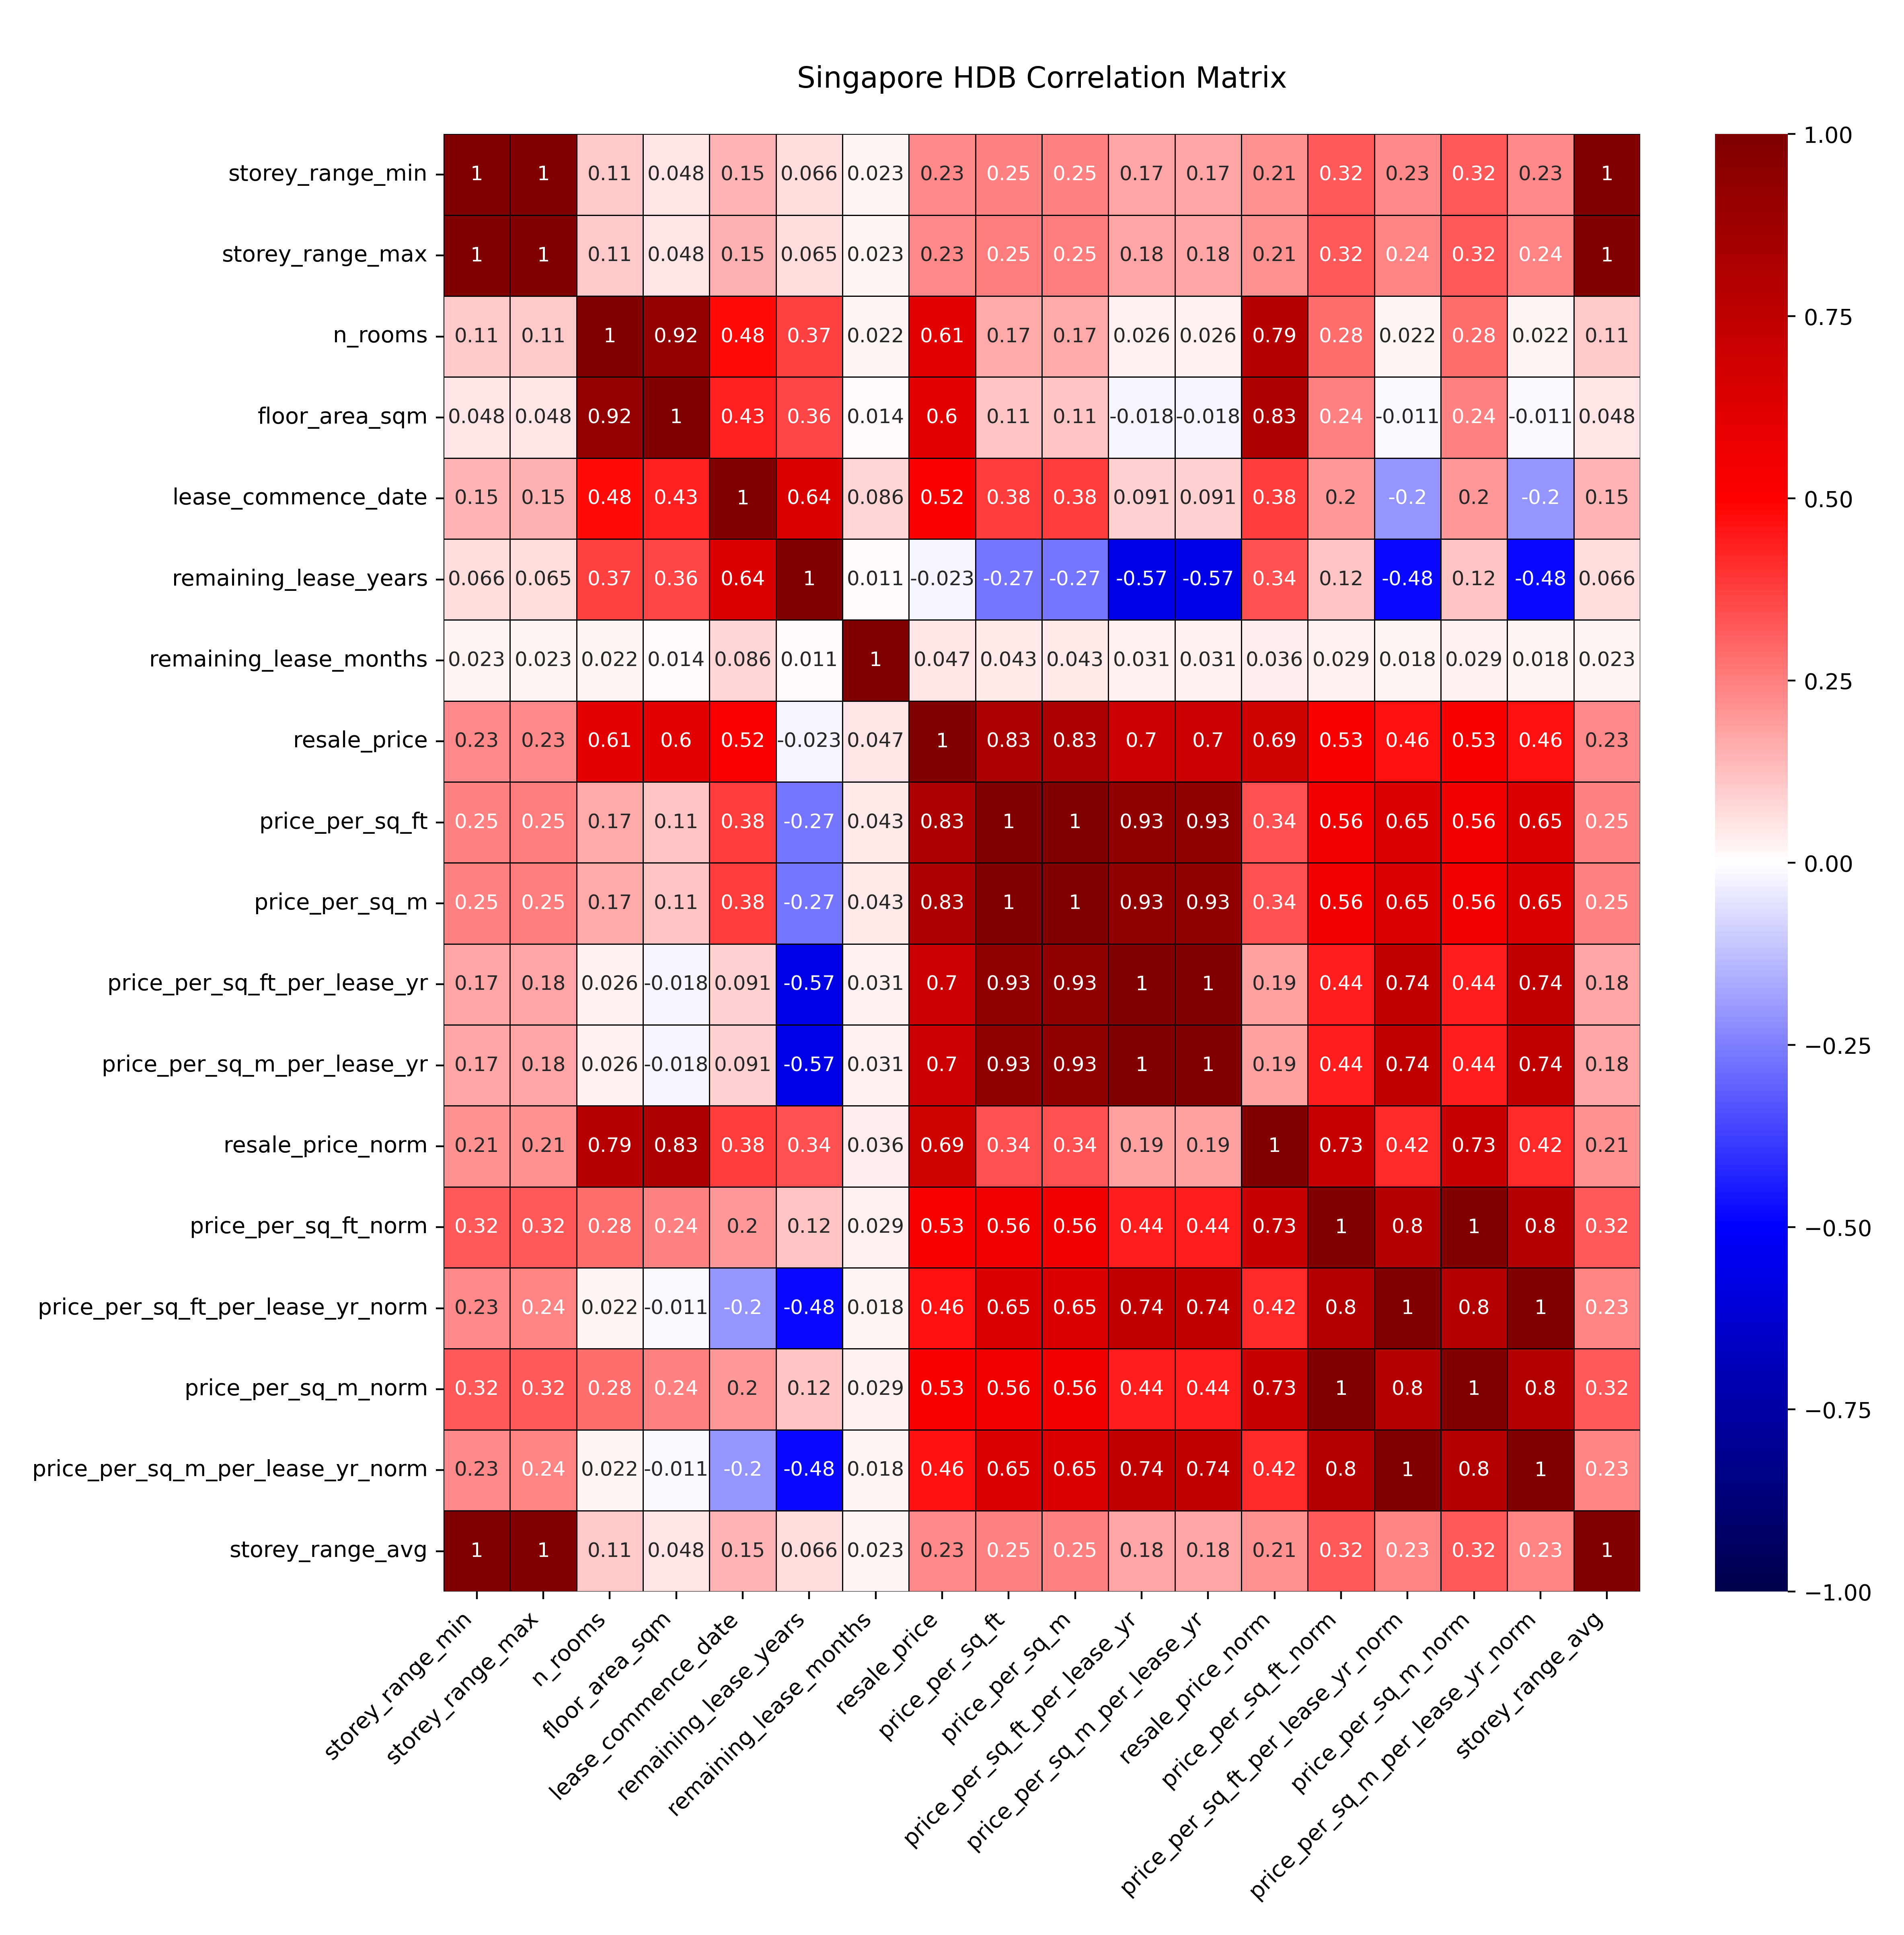 Singapore HDB Correlation Matrix
storey_range_min 1 1 0.11 0.048 0.15 0.066 0.023 0.23 0.25 0.25 0.17 0.17 0.21 0.32 0.23 0.32 0.23 1
storey_range_max 1 1 0.11 0.048 0.15 0.065 0.023 0.23 0.25 0.25 0.18 0.18 0.21 0.32 0.24 0.32 0.24 1
n_rooms 0.11 0.11 1 0.92 0.48 0.37 0.022 0.61 0.17 0.17 0.026 0.026 0.79 0.28 0.022 0.28 0.022 0.11
floor_area_sqm 0.048 0.048 0.92 1 0.43 0.36 0.014 0.6 0.11 0.11 -0.018 -0.018 0.83 0.24 -0.011 0.24 -0.011 0.048
lease_commence_date 0.15 0.15 0.48 0.43 1 0.64 0.086 0.52 0.38 0.38 0.091 0.091 0.38 0.2 -0.2 0.2 -0.2 0.15
remaining_lease_years 0.066 0.065 0.37 0.36 0.64 1 0.011 -0.023 -0.27 -0.27 -0.57 -0.57 0.34 0.12 -0.48 0.12 -0.48 0.066
remaining_lease_months 0.023 0.023 0.022 0.014 0.086 0.011 1 0.047 0.043 0.043 0.031 0.031 0.036 0.029 0.018 0.029 0.018 0.023
resale_price 0.23 0.23 0.61 0.6 0.52 -0.023 0.047 1 0.83 0.83 0.7 0.7 0.69 0.53 0.46 0.53 0.46 0.23
price_per_sq_ft 0.25 0.25 0.17 0.11 0.38 -0.27 0.043 0.83 1 1 0.93 0.93 0.34 0.56 0.65 0.56 0.65 0.25
price_per_sq_m 0.25 0.25 0.17 0.11 0.38 -0.27 0.043 0.83 1 1 0.93 0.93 0.34 0.56 0.65 0.56 0.65 0.25
price_per_sq_ft_per_lease_yr 0.17 0.18 0.026 -0.018 0.091 -0.57 0.031 0.7 0.93 0.93 1 1 0.19 0.44 0.74 0.44 0.74 0.18
price_per_sq_m_per_lease_yr 0.17 0.18 0.026 -0.018 0.091 -0.57 0.031 0.7 0.93 0.93 1 1 0.19 0.44 0.74 0.44 0.74 0.18
resale_price_norm 0.21 0.21 0.79 0.83 0.38 0.34 0.036 0.69 0.34 0.34 0.19 0.19 1 0.73 0.42 0.73 0.42 0.21
price_per_sq_ft_norm 0.32 0.32 0.28 0.24 0.2 0.12 0.029 0.53 0.56 0.56 0.44 0.44 0.73 1 0.8 1 0.8 0.32
price_per_sq_ft_per_lease_yr_norm 0.23 0.24 0.022 -0.011 -0.2 -0.48 0.018 0.46 0.65 0.65 0.74 0.74 0.42 0.8 1 0.8 1 0.23
price_per_sq_m_norm 0.32 0.32 0.28 0.24 0.2 0.12 0.029 0.53 0.56 0.56 0.44 0.44 0.73 1 0.8 1 0.8 0.32
price_per_sq_m_per_lease_yr_norm 0.23 0.24 0.022 -0.011 -0.2 -0.48 0.018 0.46 0.65 0.65 0.74 0.74 0.42 0.8 1 0.8 1 0.23
storey_range_avg 1 1 0.11 0.048 0.15 0.066 0.023 0.23 0.25 0.25 0.18 0.18 0.21 0.32 0.23 0.32 0.23 1
storey_range_min
storey_range_max
n_rooms
floor_area_sqm
lease_commence_date
remaining_lease_years
remaining_lease_months
resale_price
price_per_sq_ft
price_per_sq_m
price_per_sq_ft_per_lease_yr
price_per_sq_m_per_lease_yr
resale_price_norm
price_per_sq_ft_norm
price_per_sq_ft_per_lease_yr_norm
price_per_sq_m_norm
price_per_sq_m_per_lease_yr_norm
storey_range_avg
1.00
0.75
0.50
0.25
0.00
−0.25
−0.50
−0.75
−1.00